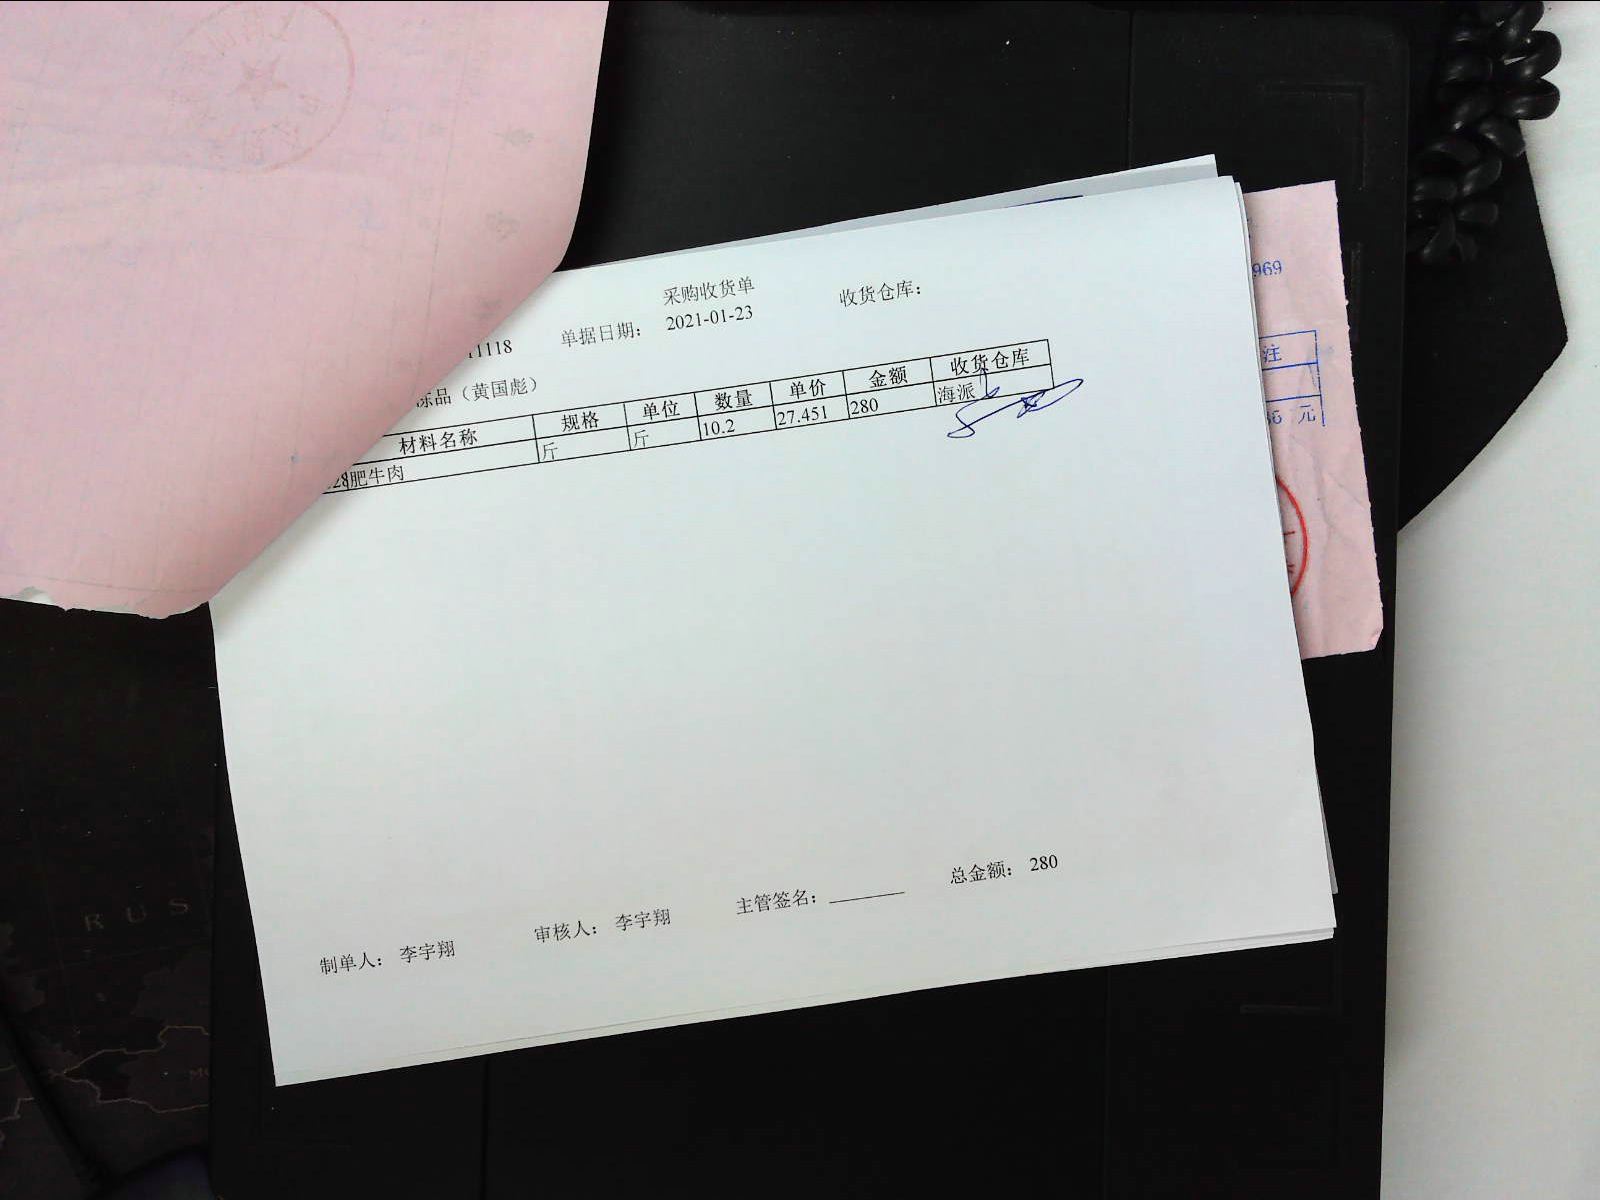 采购收货单
11118 单据日期： 2021-01-23 收货仓库：
冻品（黄国彪）
材料名称 规格 单位 数量 单价 金额 收货仓库
28肥牛肉 斤 斤 10.2 27.451 280 海派
制单人： 李宇翔 审核人： 李宇翔 主管签名： 总金额： 280
969
注
元
RUS